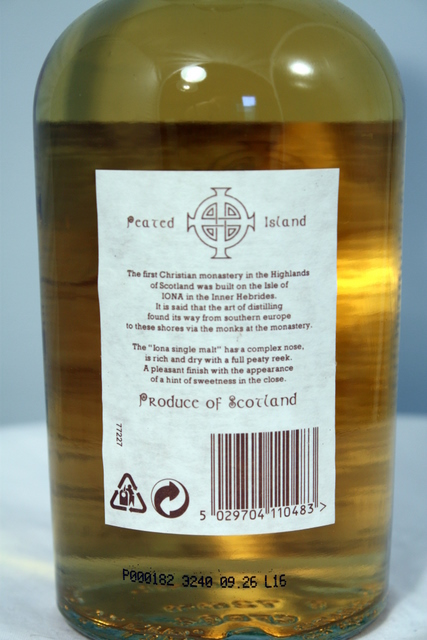 Peated Island
The first Christian monastery in the Highlands
of Scotland was built on the Isle of
IONA in the Inner Hebrides.
It is said that the art of distilling
found its way from southern europe
to these shores via the monks at the monastery.
The "Iona single malt" has a complex nose,
is rich and dry with a full peaty reek.
A pleasant finish with the appearance
of a hint of sweetness in the close.
Produce of Scotland
77227
5 029704 110483 >
P000182 3240 09.26 L16